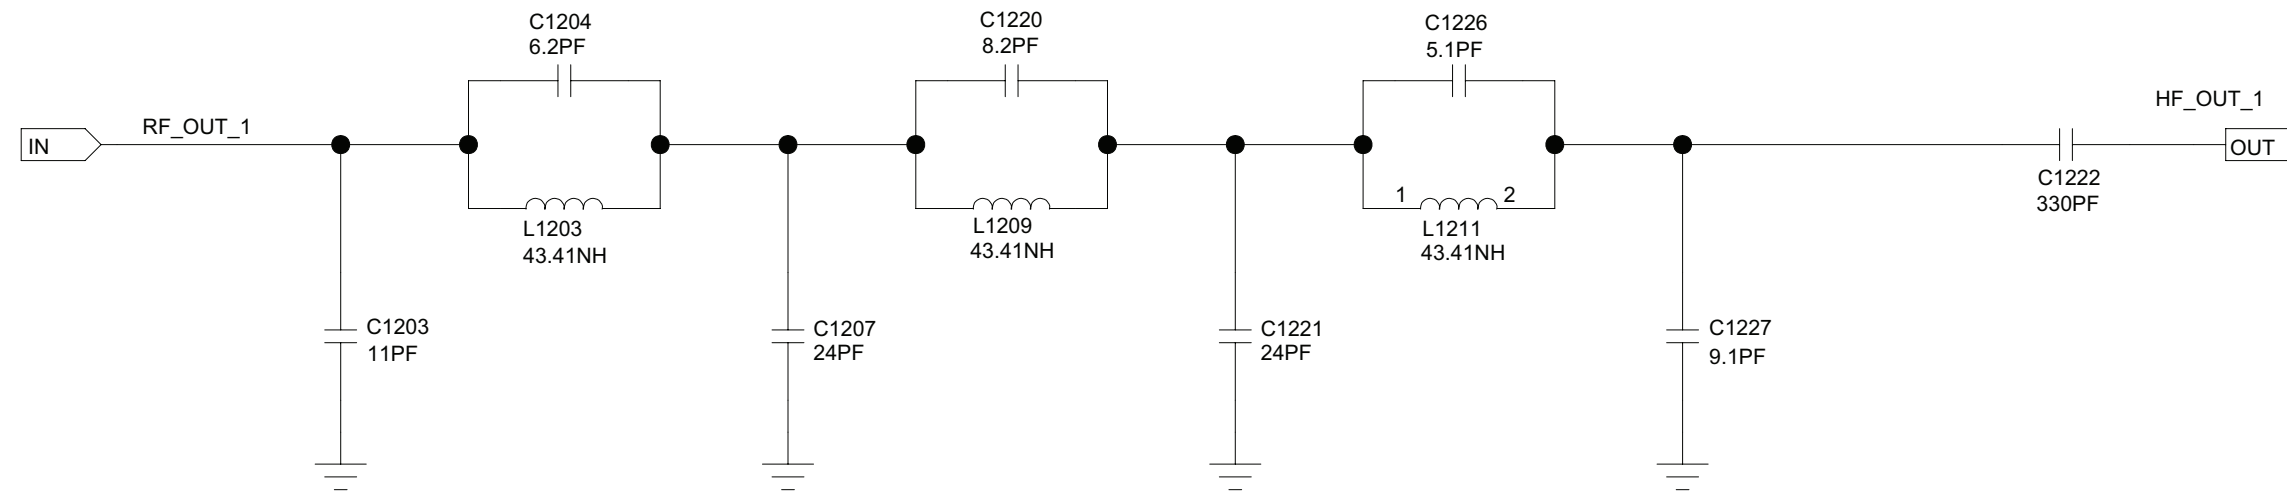 C1204
6.2PF
C1220
8.2PF
C1226
5.1PF
HF_OUT_1
RF_OUT_1
IN
OUT
C1222
330PF
1
2
L1203
43.41NH
L1209
43.41NH
L1211
43.41NH
C1203
11PF
C1207
24PF
C1221
24PF
C1227
9.1PF